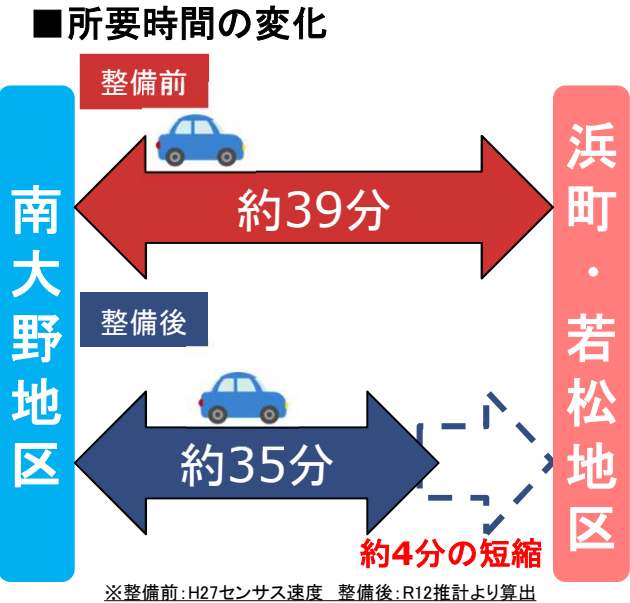 ■所要時間の変化
整備前
南大野地区
約39分
浜町・若松地区
整備後
約35分
約4分の短縮
※整備前:H27センサス速度　整備後:R12推計より算出